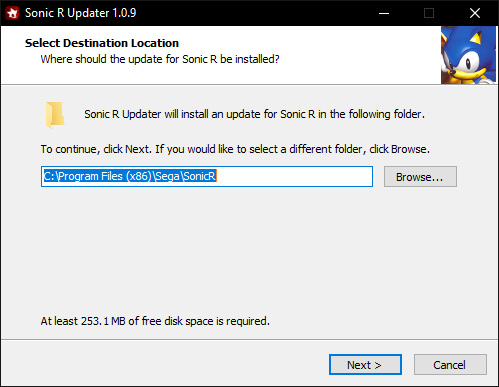 Sonic R Updater 1.0.9
Select Destination Location
Where should the update for Sonic R be installed?
Sonic R Updater will install an update for Sonic R in the following folder.
To continue, click Next. If you would like to select a different folder, click Browse.
C:\Program Files (x86)\Sega\SonicR
Browse...
At least 253.1 MB of free disk space is required.
Next >
Cancel